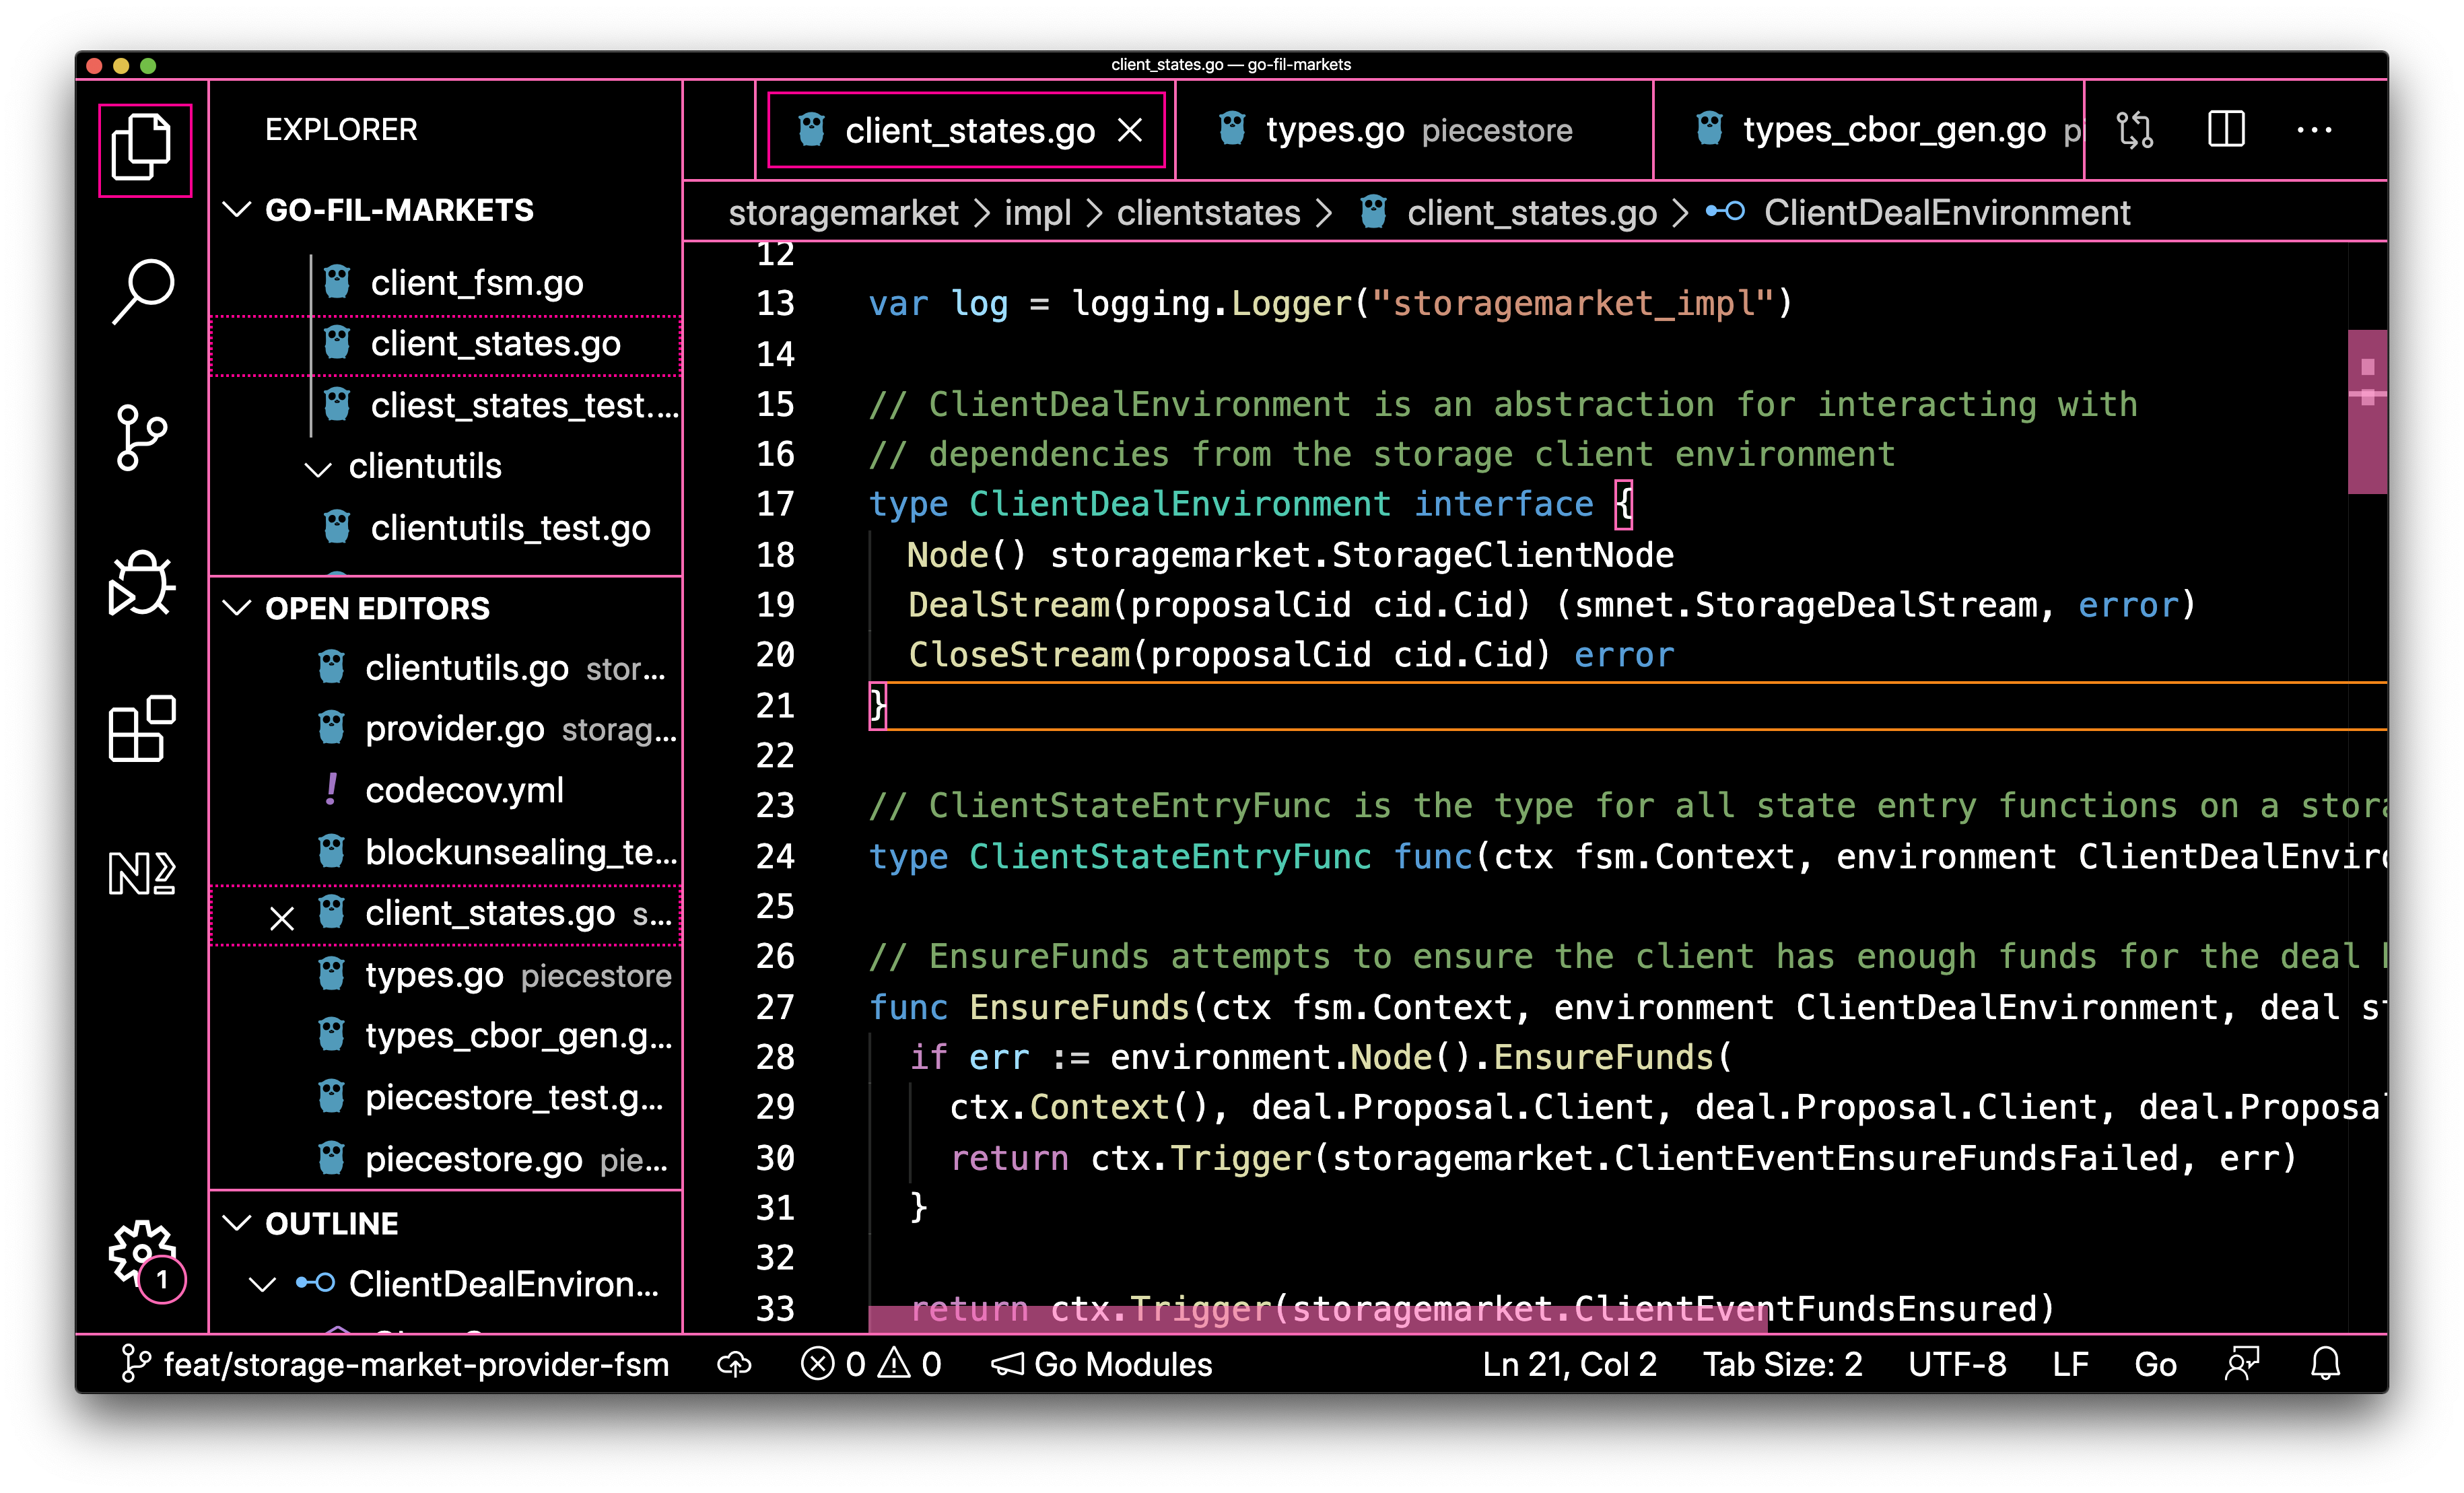 client_states.go — go-fil-markets
EXPLORER
GO-FIL-MARKETS
client_fsm.go
client_states.go
cliest_states_test....
clientutils
clientutils_test.go
OPEN EDITORS
clientutils.go stor...
provider.go storag...
! codecov.yml
blockunsealing_te...
client_states.go s...
types.go piecestore
types_cbor_gen.g...
piecestore_test.g...
piecestore.go pie...
OUTLINE
ClientDealEnviron...
1
client_states.go
types.go piecestore
types_cbor_gen.go p
storagemarket > impl > clientstates > client_states.go > ClientDealEnvironment
12
13 var log = logging.Logger("storagemarket_impl")
14
15 // ClientDealEnvironment is an abstraction for interacting with
16 // dependencies from the storage client environment
17 type ClientDealEnvironment interface {
18 Node() storagemarket.StorageClientNode
19 DealStream(proposalCid cid.Cid) (smnet.StorageDealStream, error)
20 CloseStream(proposalCid cid.Cid) error
21 }
22
23 // ClientStateEntryFunc is the type for all state entry functions on a stora
24 type ClientStateEntryFunc func(ctx fsm.Context, environment ClientDealEnviro
25
26 // EnsureFunds attempts to ensure the client has enough funds for the deal
27 func EnsureFunds(ctx fsm.Context, environment ClientDealEnvironment, deal st
28 if err := environment.Node().EnsureFunds(
29 ctx.Context(), deal.Proposal.Client, deal.Proposal.Client, deal.Proposal
30 return ctx.Trigger(storagemarket.ClientEventEnsureFundsFailed, err)
31 }
32
33 return ctx.Trigger(storagemarket.ClientEventFundsEnsured)
feat/storage-market-provider-fsm 0 0 Go Modules Ln 21, Col 2 Tab Size: 2 UTF-8 LF Go